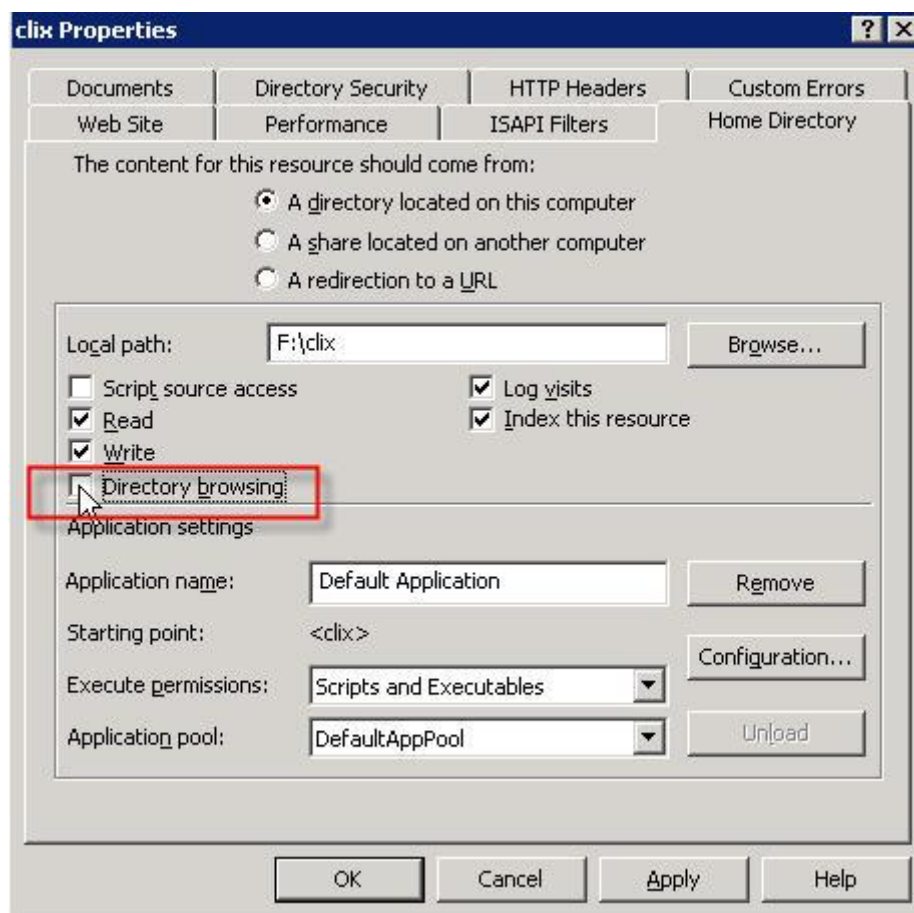 clix Properties
Documents Directory Security HTTP Headers Custom Errors
Web Site Performance ISAPI Filters Home Directory
The content for this resource should come from:
A directory located on this computer
A share located on another computer
A redirection to a URL
Local path: F:\clix Browse...
Script source access Log visits
Read Index this resource
Write
Directory browsing
Application settings
Application name: Default Application Remove
Starting point: <clix>
Configuration...
Execute permissions: Scripts and Executables
Application pool: DefaultAppPool Unload
OK Cancel Apply Help